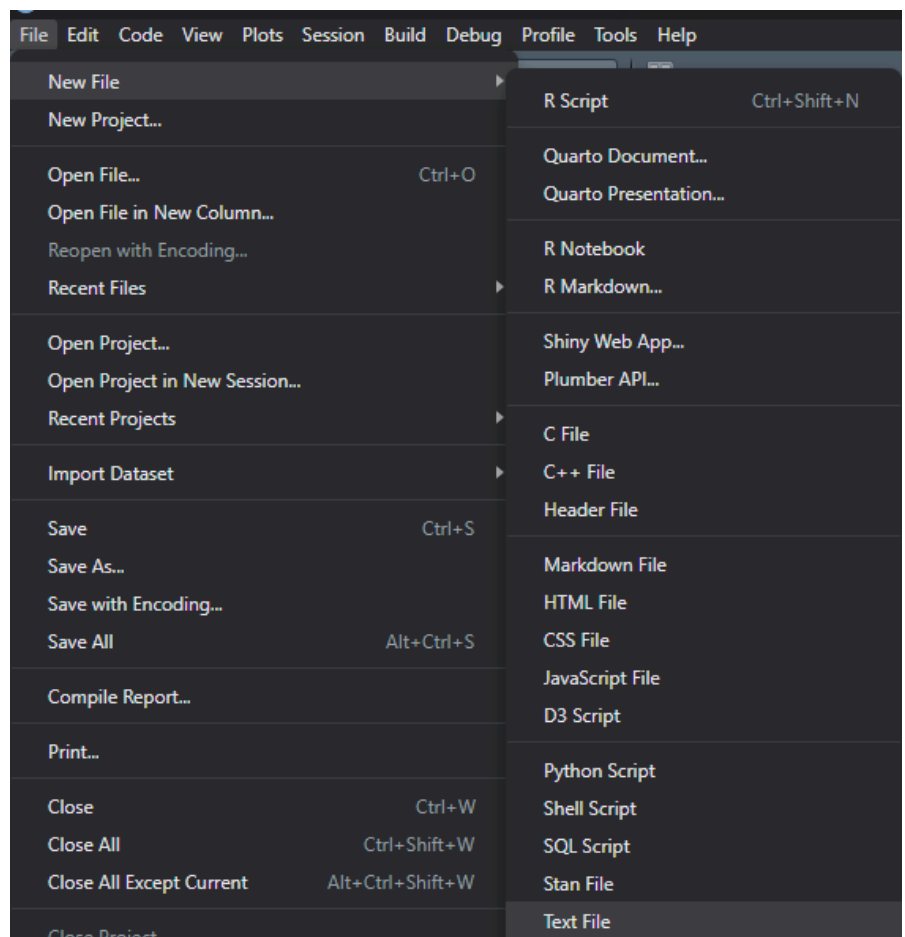 File Edit Code View Plots Session Build Debug Profile Tools Help
New File
New Project...
Open File... Ctrl+O
Open File in New Column...
Reopen with Encoding...
Recent Files
Open Project...
Open Project in New Session...
Recent Projects
Import Dataset
Save Ctrl+S
Save As...
Save with Encoding...
Save All Alt+Ctrl+S
Compile Report...
Print...
Close Ctrl+W
Close All Ctrl+Shift+W
Close All Except Current Alt+Ctrl+Shift+W
Close Project
R Script Ctrl+Shift+N
Quarto Document...
Quarto Presentation...
R Notebook
R Markdown...
Shiny Web App...
Plumber API...
C File
C++ File
Header File
Markdown File
HTML File
CSS File
JavaScript File
D3 Script
Python Script
Shell Script
SQL Script
Stan File
Text File